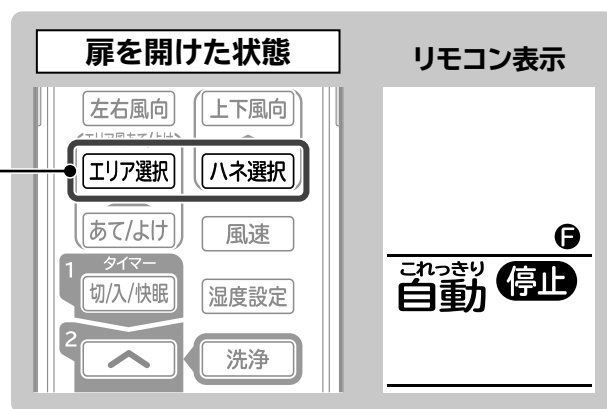 扉を開けた状態
リモコン表示
左右風向
上下風向
エリア選択
ハネ選択
あて/よけ
風速
1
タイマー
切/入/快眠
湿度設定
2
洗浄
F
これっきり
自動
停止